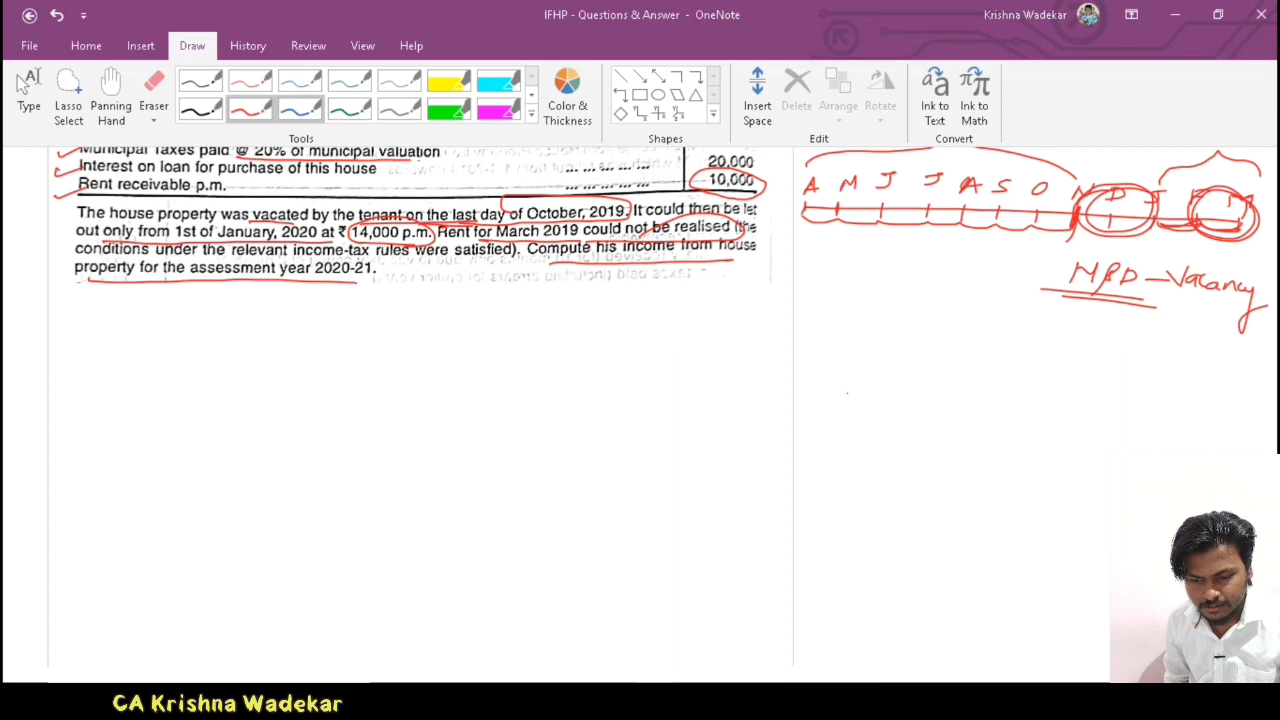 IFHP - Questions & Answer - OneNote
Krishna Wadekar
File Home Insert Draw History Review View Help
Type
Lasso Select
Panning Hand
Eraser
Color & Thickness
Insert Space
Delete
Arrange
Rotate
Ink to Text
Ink to Math
Tools
Shapes
Edit
Convert
Municipal Taxes paid @ 20% of municipal valuation
Interest on loan for purchase of this house ... ... ... ... ... 20,000
Rent receivable p.m. ... ... ... ... ... 10,000
The house property was vacated by the tenant on the last day of October, 2019. It could then be let
out only from 1st of January, 2020 at ₹ 14,000 p.m. Rent for March 2019 could not be realised (the
conditions under the relevant income-tax rules were satisfied). Compute his income from house
property for the assessment year 2020-21.
A M J J A S O N D J
Vacancy
CA Krishna Wadekar